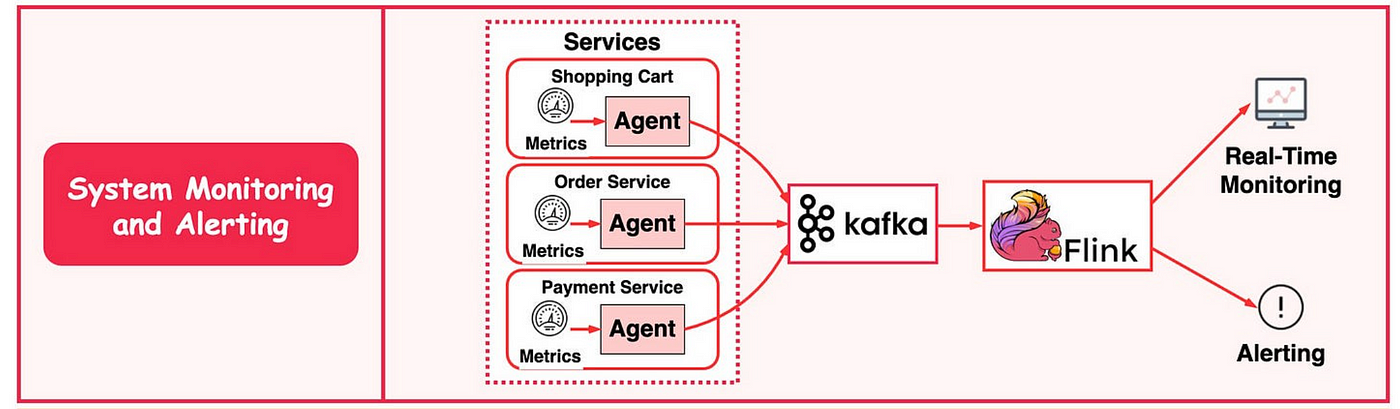 System Monitoring
and Alerting
Services
Shopping Cart
Metrics
Agent
Order Service
Metrics
Agent
Payment Service
Metrics
Agent
kafka
Flink
Real-Time
Monitoring
!
Alerting